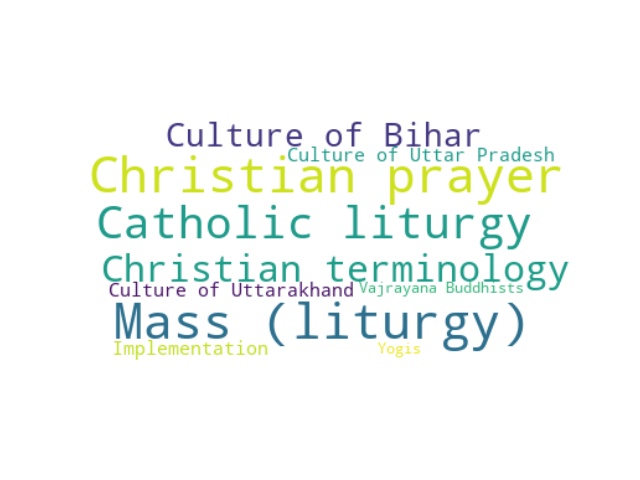 Culture of Bihar
Culture of Uttar Pradesh
Christian prayer
Catholic liturgy
Christian terminology
Culture of Uttarakhand
Vajrayana Buddhists
Mass (liturgy)
Implementation
Yogis